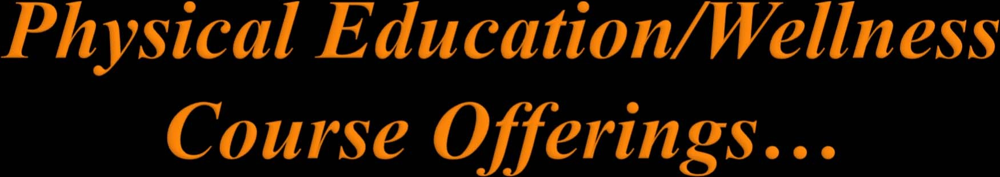 Physical Education/Wellness
Course Offerings…